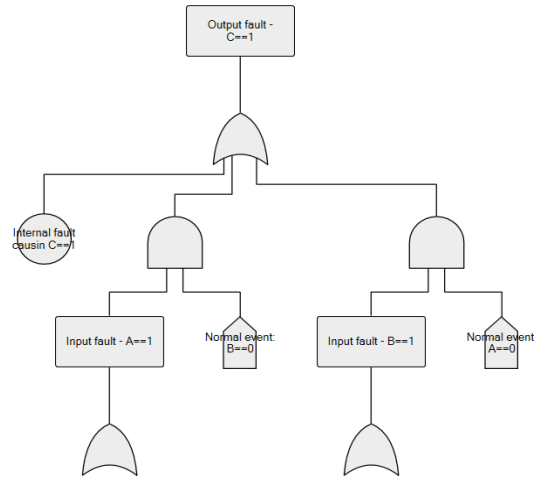 Output fault -
C==1
Internal fault
causin C==1
Input fault - A==1
Normal event:
B==0
Input fault - B==1
Normal event
A==0